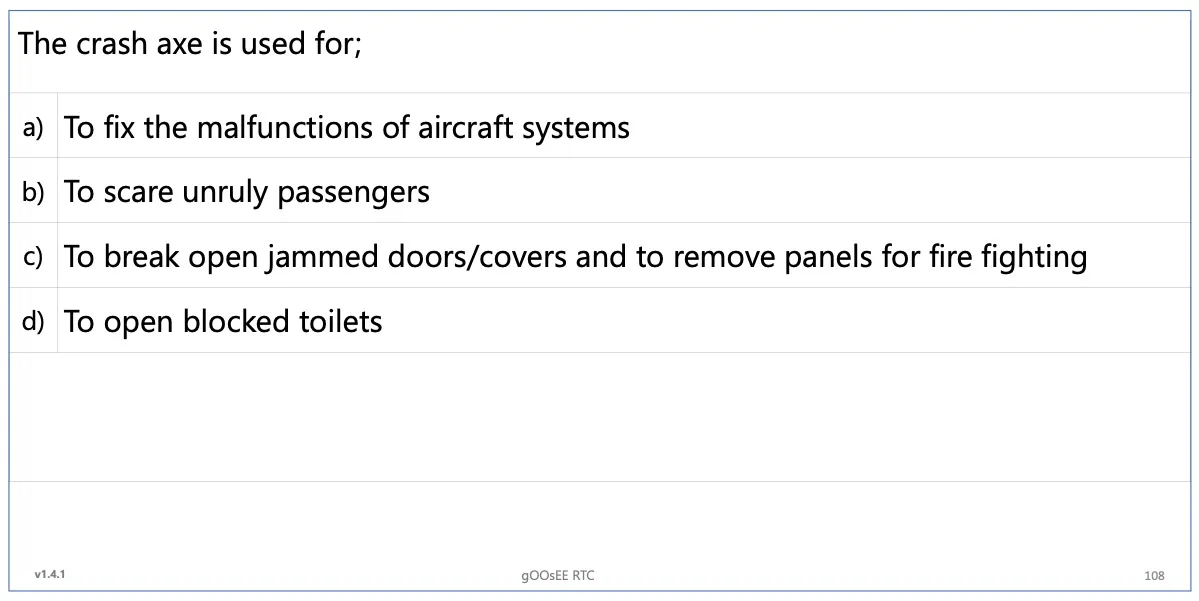 The crash axe is used for;
a) To fix the malfunctions of aircraft systems
b) To scare unruly passengers
c) To break open jammed doors/covers and to remove panels for fire fighting
d) To open blocked toilets
v1.4.1 gOOsEE RTC 108